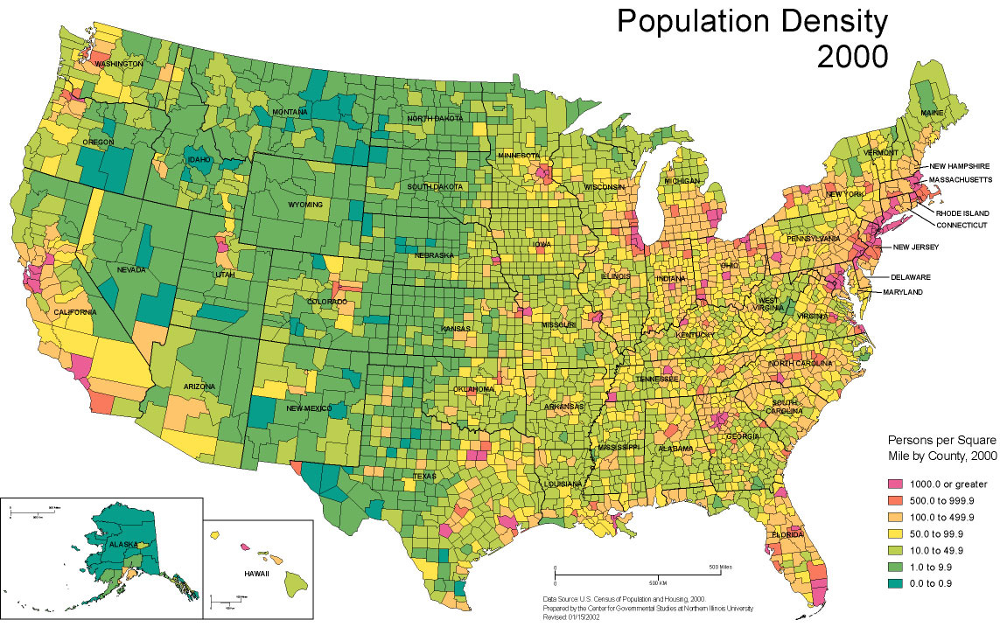 Population Density
2000
WASHINGTON
MONTANA
NORTH DAKOTA
MAINE
OREGON
IDAHO
MINNESOTA
VERMONT
NEW HAMPSHIRE
MASSACHUSETTS
SOUTH DAKOTA
WISCONSIN
MICHIGAN
NEW YORK
WYOMING
RHODE ISLAND
CONNECTICUT
IOWA
PENNSYLVANIA
NEW JERSEY
NEBRASKA
NEVADA
UTAH
ILLINOIS
INDIANA
OHIO
DELAWARE
MARYLAND
COLORADO
WEST
VIRGINIA
VIRGINIA
CALIFORNIA
KANSAS
MISSOURI
KENTUCKY
NORTH CAROLINA
TENNESSEE
ARIZONA
OKLAHOMA
NEW MEXICO
ARKANSAS
SOUTH
CAROLINA
GEORGIA
MISSISSIPPI
ALABAMA
TEXAS
LOUISIANA
FLORIDA
ALASKA
HAWAII
Persons per Square
Mile by County, 2000
1000.0 or greater
500.0 to 999.9
100.0 to 499.9
50.0 to 99.9
10.0 to 49.9
1.0 to 9.9
0.0 to 0.9
0
500 Miles
0
500 KM
Data Source: U.S. Census of Population and Housing, 2000.
Prepared by the Center for Governmental Studies at Northern Illinois University
Revised: 01/15/2002